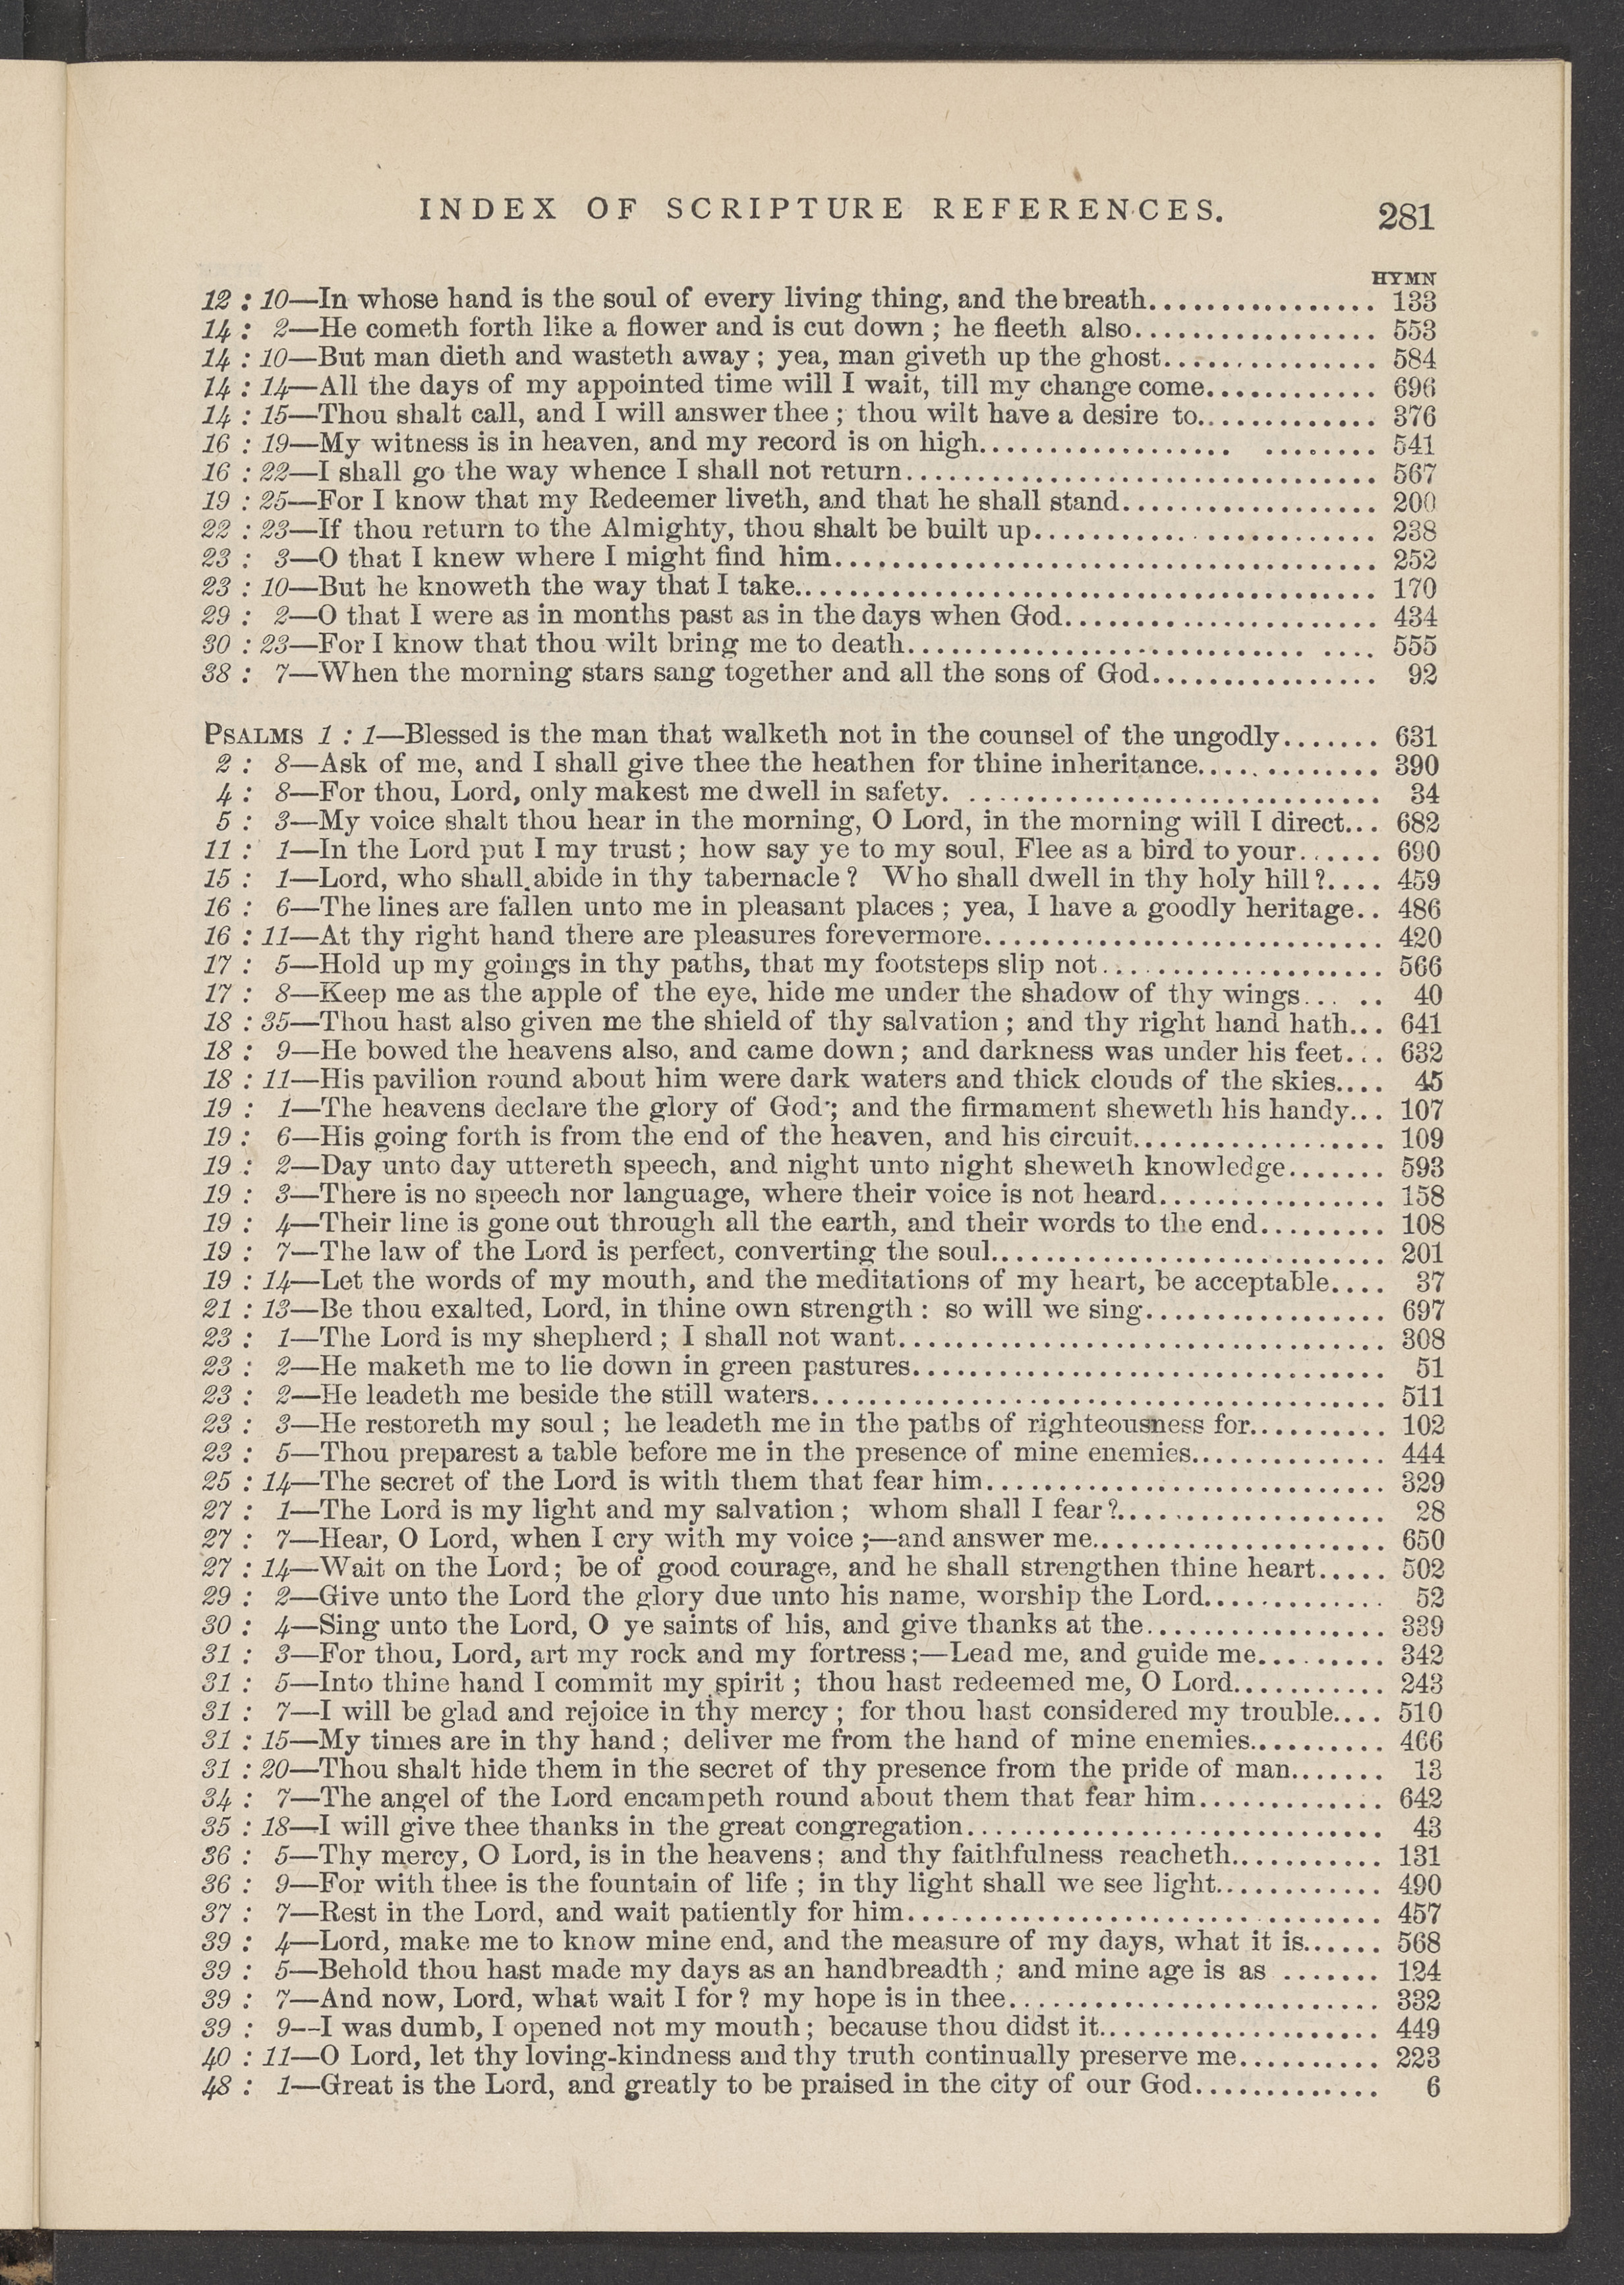 INDEX OF SCRIPTURE REFERENCES. 281
HYMN
12 : 10—In whose hand is the soul of every living thing, and the breath................ 133
14 : 2—He cometh forth like a flower and is cut down ; he fleeth also................. 553
14 : 10—But man dieth and wasteth away ; yea, man giveth up the ghost............... 584
14 : 14—All the days of my appointed time will I wait, till my change come............ 696
14 : 15—Thou shalt call, and I will answer thee ; thou wilt have a desire to............. 376
16 : 19—My witness is in heaven, and my record is on high.................. ........ 541
16 : 22—I shall go the way whence I shall not return................................. 567
19 : 25—For I know that my Redeemer liveth, and that he shall stand.................. 200
22 : 23—If thou return to the Almighty, thou shalt be built up........................ 238
23 : 3—O that I knew where I might find him...................................... 252
23 : 10—But he knoweth the way that I take......................................... 170
29 : 2—O that I were as in months past as in the days when God...................... 434
30 : 23—For I know that thou wilt bring me to death............................ .... 555
38 : 7—When the morning stars sang together and all the sons of God................ 92
PSALMS 1 : 1—Blessed is the man that walketh not in the counsel of the ungodly....... 631
2 : 8—Ask of me, and I shall give thee the heathen for thine inheritance............. 390
4 : 8—For thou, Lord, only makest me dwell in safety. ............................. 34
5 : 3—My voice shalt thou hear in the morning, O Lord, in the morning will I direct... 682
11 : 1—In the Lord put I my trust ; how say ye to my soul, Flee as a bird to your...... 690
15 : 1—Lord, who shall abide in thy tabernacle ? Who shall dwell in thy holy hill ?.... 459
16 : 6—The lines are fallen unto me in pleasant places ; yea, I have a goodly heritage.. 486
16 : 11—At thy right hand there are pleasures forevermore............................ 420
17 : 5—Hold up my goings in thy paths, that my footsteps slip not.................... 566
17 : 8—Keep me as the apple of the eye, hide me under the shadow of thy wings... .. 40
18 : 35—Thou hast also given me the shield of thy salvation ; and thy right hand hath... 641
18 : 9—He bowed the heavens also, and came down ; and darkness was under his feet... 632
18 : 11—His pavilion round about him were dark waters and thick clouds of the skies.... 45
19 : 1—The heavens declare the glory of God ; and the firmament sheweth his handy... 107
19 : 6—His going forth is from the end of the heaven, and his circuit.................. 109
19 : 2—Day unto day uttereth speech, and night unto night sheweth knowledge....... 593
19 : 3—There is no speech nor language, where their voice is not heard................ 158
19 : 4—Their line is gone out through all the earth, and their words to the end......... 108
19 : 7—The law of the Lord is perfect, converting the soul............................ 201
19 : 14—Let the words of my mouth, and the meditations of my heart, be acceptable.... 37
21 : 13—Be thou exalted, Lord, in thine own strength : so will we sing................. 697
23 : 1—The Lord is my shepherd ; I shall not want.................................. 308
23 : 2—He maketh me to lie down in green pastures................................. 51
23 : 2—He leadeth me beside the still waters........................................ 511
23 : 3—He restoreth my soul ; he leadeth me in the paths of righteousness for.......... 102
23 : 5—Thou preparest a table before me in the presence of mine enemies.............. 444
25 : 14—The secret of the Lord is with them that fear him............................ 329
27 : 1—The Lord is my light and my salvation ; whom shall I fear ?................... 28
27 : 7—Hear, O Lord, when I cry with my voice ;—and answer me..................... 650
27 : 14—Wait on the Lord ; be of good courage, and he shall strengthen thine heart..... 502
29 : 2—Give unto the Lord the glory due unto his name, worship the Lord............. 52
30 : 4—Sing unto the Lord, O ye saints of his, and give thanks at the................. 339
31 : 3—For thou, Lord, art my rock and my fortress ;—Lead me, and guide me......... 342
31 : 5—Into thine hand I commit my spirit ; thou hast redeemed me, O Lord........... 243
31 : 7—I will be glad and rejoice in thy mercy ; for thou hast considered my trouble.... 510
31 : 15—My times are in thy hand ; deliver me from the hand of mine enemies.......... 466
31 : 20—Thou shalt hide them in the secret of thy presence from the pride of man....... 13
34 : 7—The angel of the Lord encampeth round about them that fear him............. 642
35 : 18—I will give thee thanks in the great congregation............................. 43
36 : 5—Thy mercy, O Lord, is in the heavens ; and thy faithfulness reacheth........... 131
36 : 9—For with thee is the fountain of life ; in thy light shall we see light............ 490
37 : 7—Rest in the Lord, and wait patiently for him................................. 457
39 : 4—Lord, make me to know mine end, and the measure of my days, what it is...... 568
39 : 5—Behold thou hast made my days as an handbreadth ; and mine age is as ....... 124
39 : 7—And now, Lord, what wait I for ? my hope is in thee.......................... 332
39 : 9—I was dumb, I opened not my mouth ; because thou didst it.................... 449
40 : 11—O Lord, let thy loving-kindness and thy truth continually preserve me.......... 223
48 : 1—Great is the Lord, and greatly to be praised in the city of our God............. 6